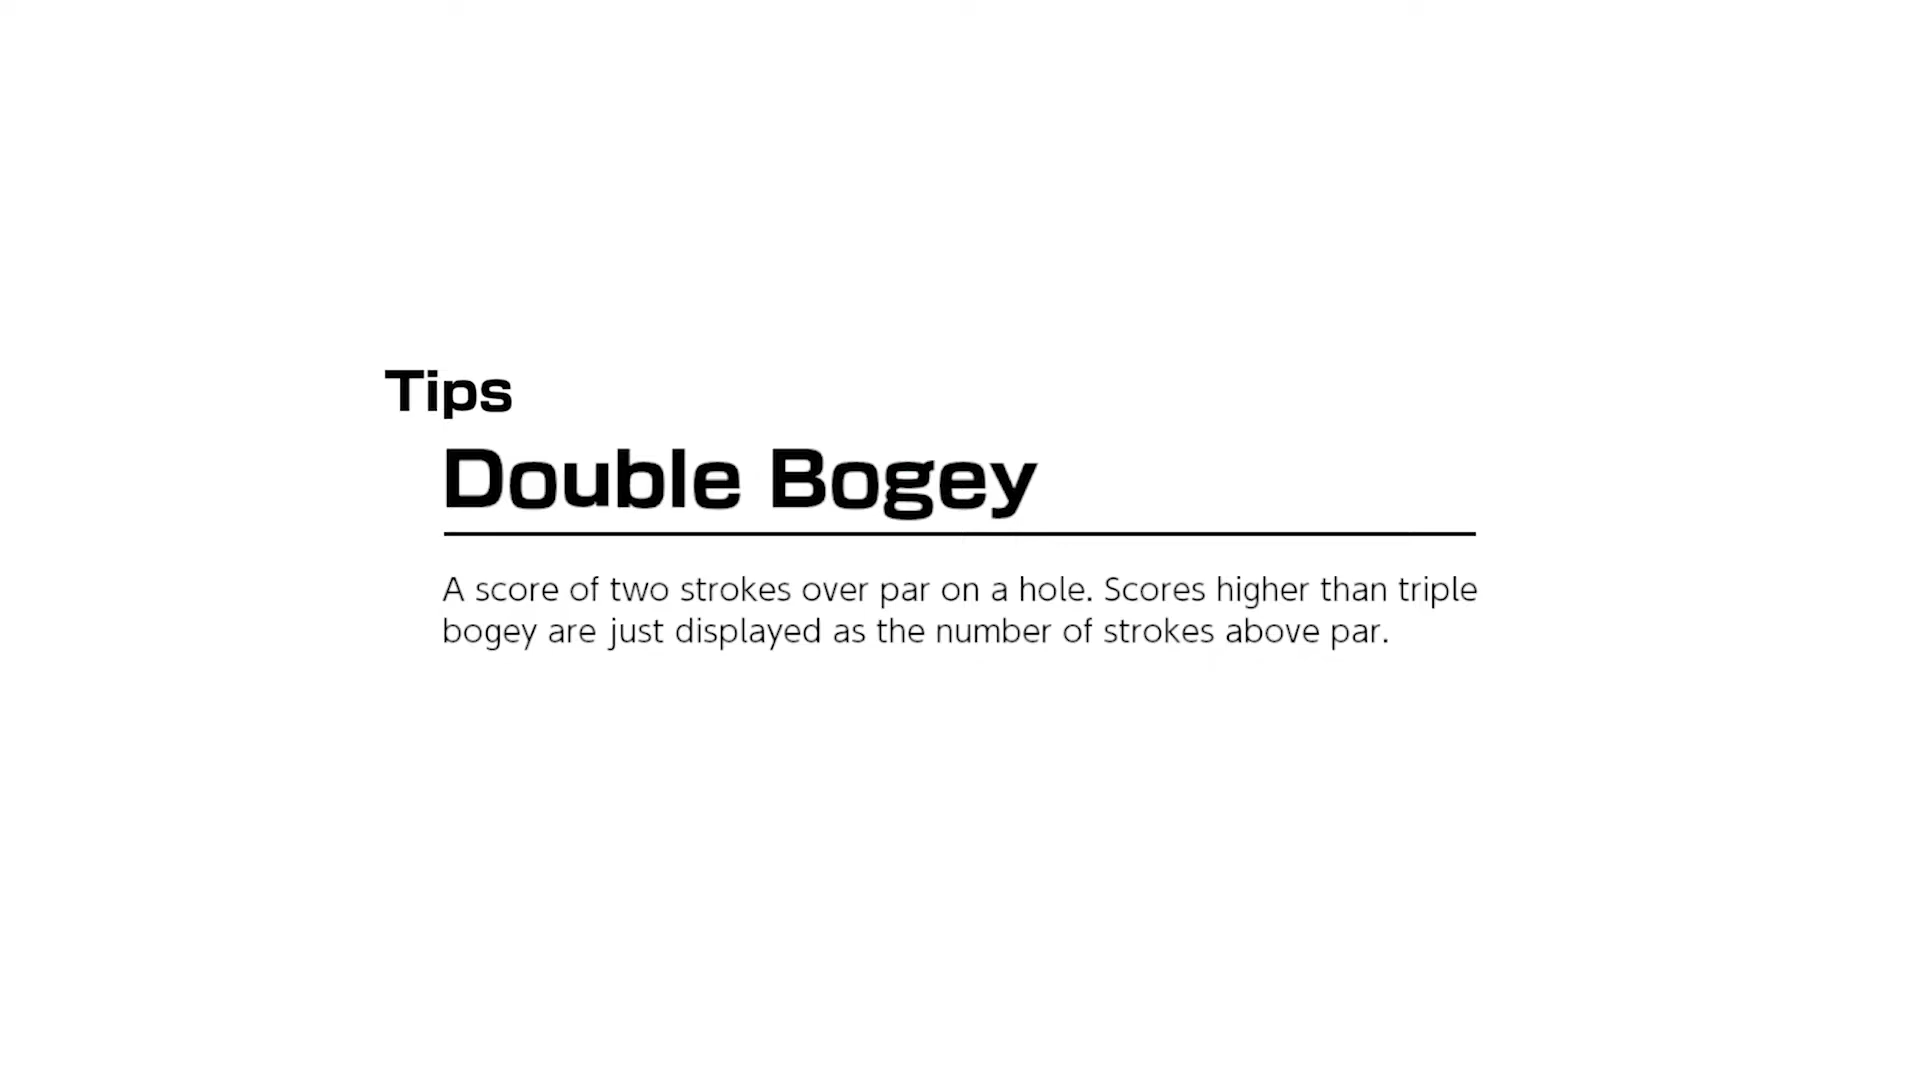 Tips
Double Bogey
A score of two strokes over par on a hole. Scores higher than triple
bogey are just displayed as the number of strokes above par.